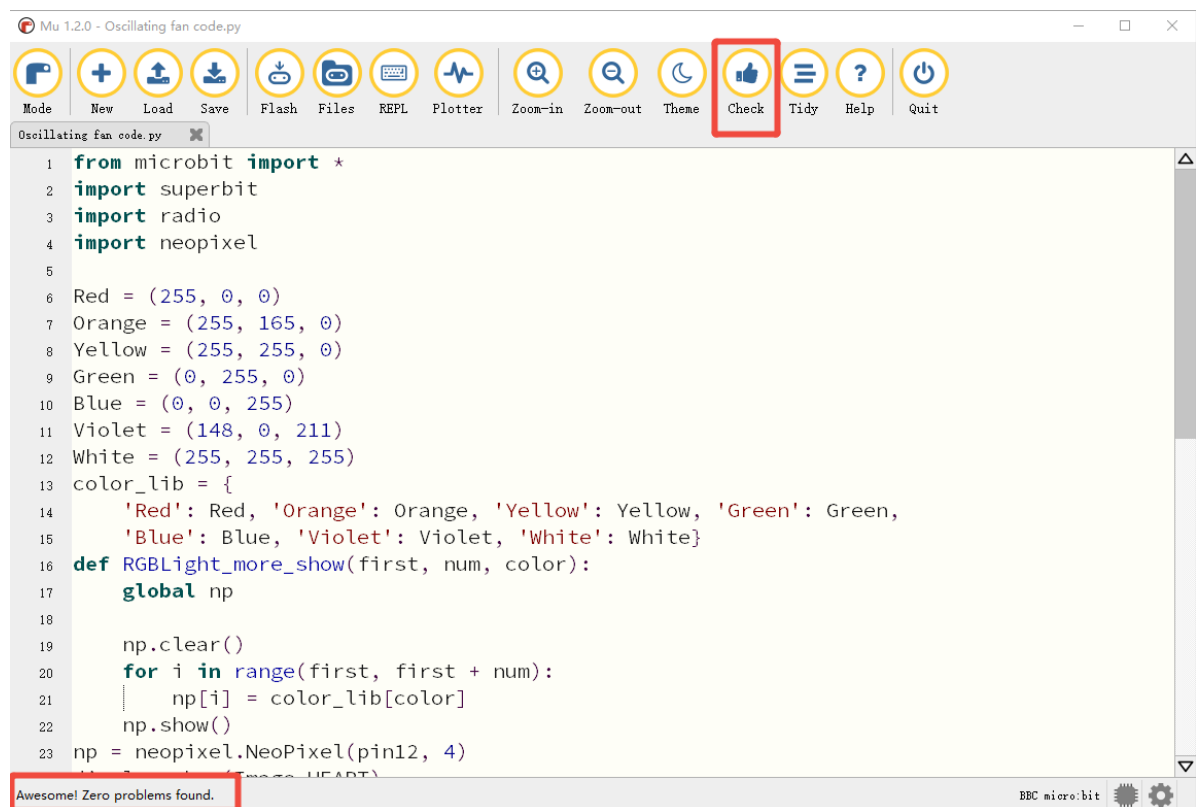 Mu 1.2.0 - Oscillating fan code.py
Mode New Load Save Flash Files REPL Plotter Zoom-in Zoom-out Theme Check Tidy Help Quit
Oscillating fan code.py
1 from microbit import *
2 import superbit
3 import radio
4 import neopixel
5
6 Red = (255, 0, 0)
7 Orange = (255, 165, 0)
8 Yellow = (255, 255, 0)
9 Green = (0, 255, 0)
10 Blue = (0, 0, 255)
11 Violet = (148, 0, 211)
12 White = (255, 255, 255)
13 color_lib = {
14     'Red': Red, 'Orange': Orange, 'Yellow': Yellow, 'Green': Green,
15     'Blue': Blue, 'Violet': Violet, 'White': White}
16 def RGBLight_more_show(first, num, color):
17     global np
18
19     np.clear()
20     for i in range(first, first + num):
21         np[i] = color_lib[color]
22     np.show()
23 np = neopixel.NeoPixel(pin12, 4)
Awesome! Zero problems found.
BBC micro:bit